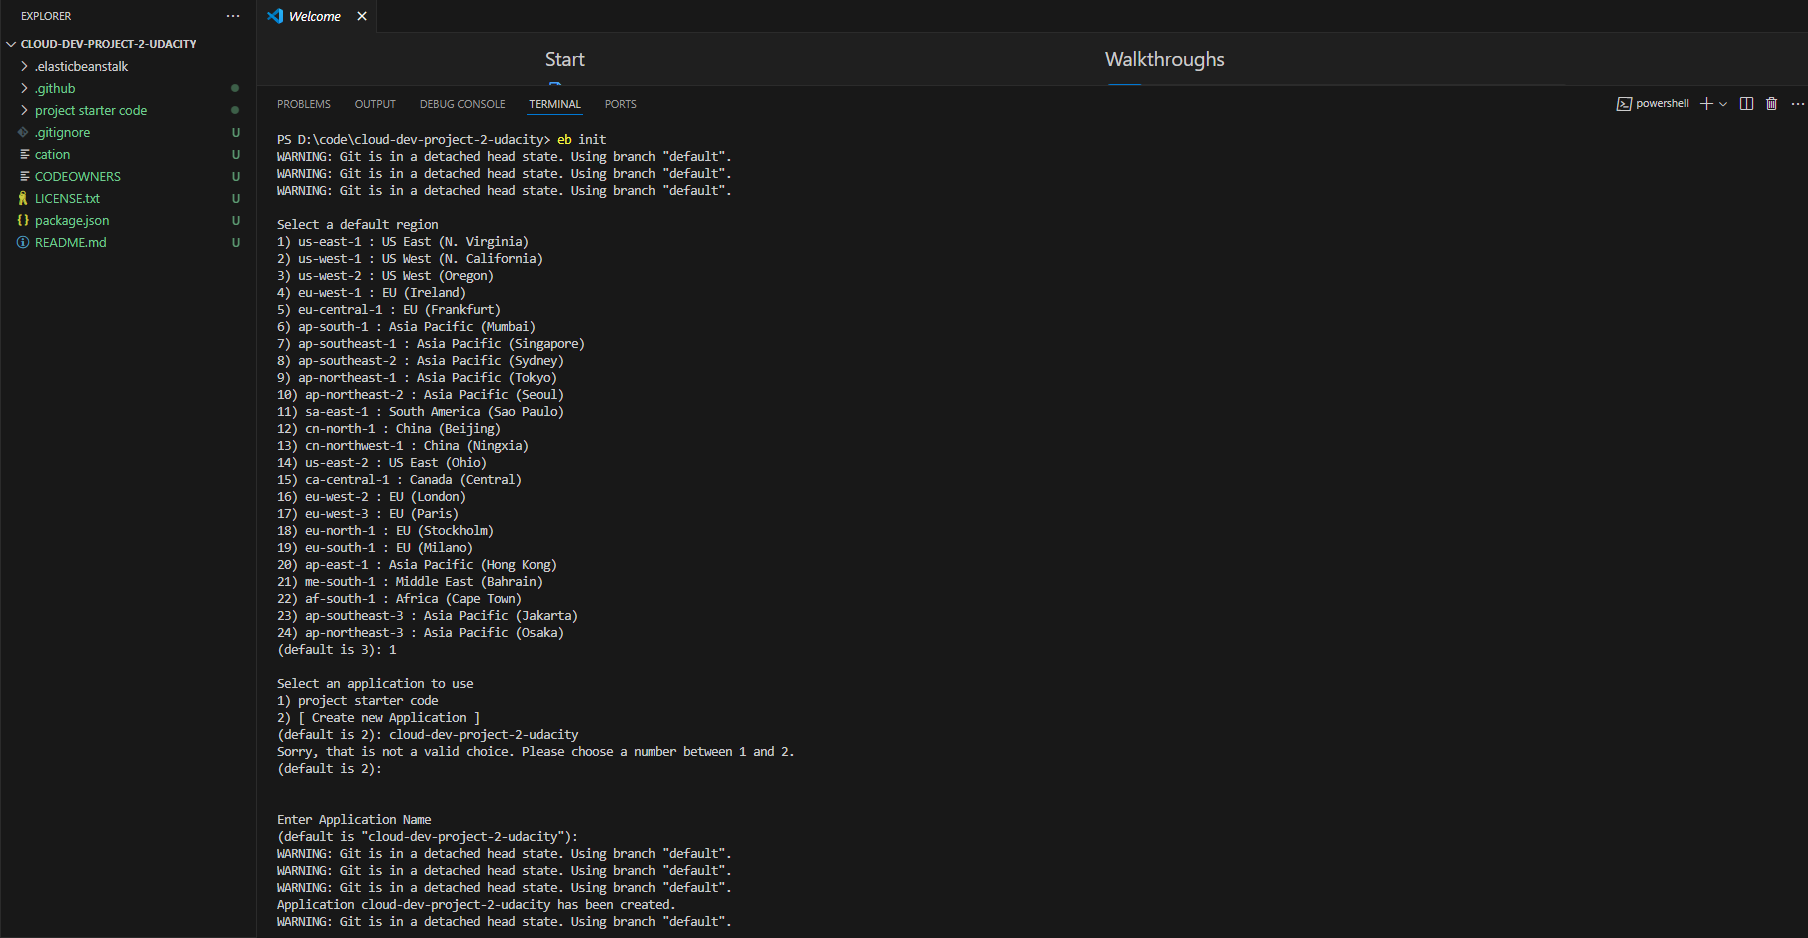 EXPLORER
CLOUD-DEV-PROJECT-2-UDACITY
.elasticbeanstalk
.github
project starter code
.gitignore U
cation U
CODEOWNERS U
LICENSE.txt U
package.json U
README.md U
Welcome
Start
Walkthroughs
PROBLEMS OUTPUT DEBUG CONSOLE TERMINAL PORTS
powershell
PS D:\code\cloud-dev-project-2-udacity> eb init
WARNING: Git is in a detached head state. Using branch "default".
WARNING: Git is in a detached head state. Using branch "default".
WARNING: Git is in a detached head state. Using branch "default".
Select a default region
1) us-east-1 : US East (N. Virginia)
2) us-west-1 : US West (N. California)
3) us-west-2 : US West (Oregon)
4) eu-west-1 : EU (Ireland)
5) eu-central-1 : EU (Frankfurt)
6) ap-south-1 : Asia Pacific (Mumbai)
7) ap-southeast-1 : Asia Pacific (Singapore)
8) ap-southeast-2 : Asia Pacific (Sydney)
9) ap-northeast-1 : Asia Pacific (Tokyo)
10) ap-northeast-2 : Asia Pacific (Seoul)
11) sa-east-1 : South America (Sao Paulo)
12) cn-north-1 : China (Beijing)
13) cn-northwest-1 : China (Ningxia)
14) us-east-2 : US East (Ohio)
15) ca-central-1 : Canada (Central)
16) eu-west-2 : EU (London)
17) eu-west-3 : EU (Paris)
18) eu-north-1 : EU (Stockholm)
19) eu-south-1 : EU (Milano)
20) ap-east-1 : Asia Pacific (Hong Kong)
21) me-south-1 : Middle East (Bahrain)
22) af-south-1 : Africa (Cape Town)
23) ap-southeast-3 : Asia Pacific (Jakarta)
24) ap-northeast-3 : Asia Pacific (Osaka)
(default is 3): 1
Select an application to use
1) project starter code
2) [ Create new Application ]
(default is 2): cloud-dev-project-2-udacity
Sorry, that is not a valid choice. Please choose a number between 1 and 2.
(default is 2):
Enter Application Name
(default is "cloud-dev-project-2-udacity"):
WARNING: Git is in a detached head state. Using branch "default".
WARNING: Git is in a detached head state. Using branch "default".
WARNING: Git is in a detached head state. Using branch "default".
Application cloud-dev-project-2-udacity has been created.
WARNING: Git is in a detached head state. Using branch "default".